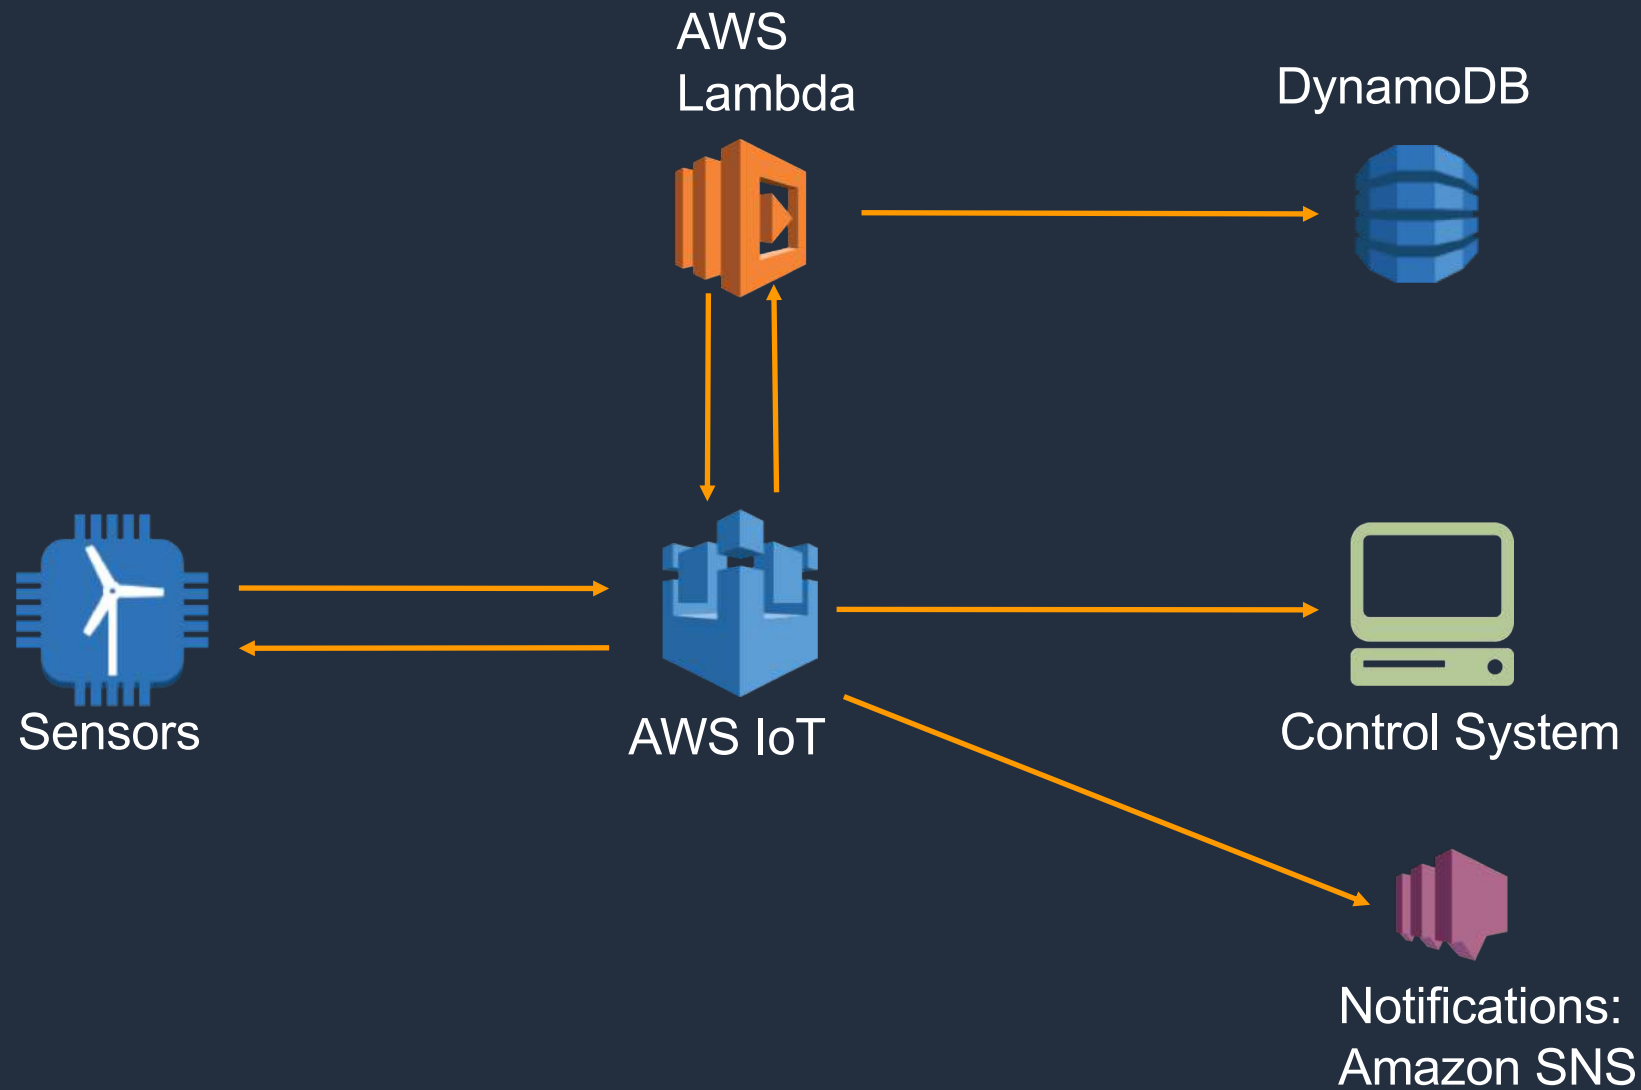 AWS
Lambda
DynamoDB
Sensors
AWS IoT
Control System
Notifications:
Amazon SNS